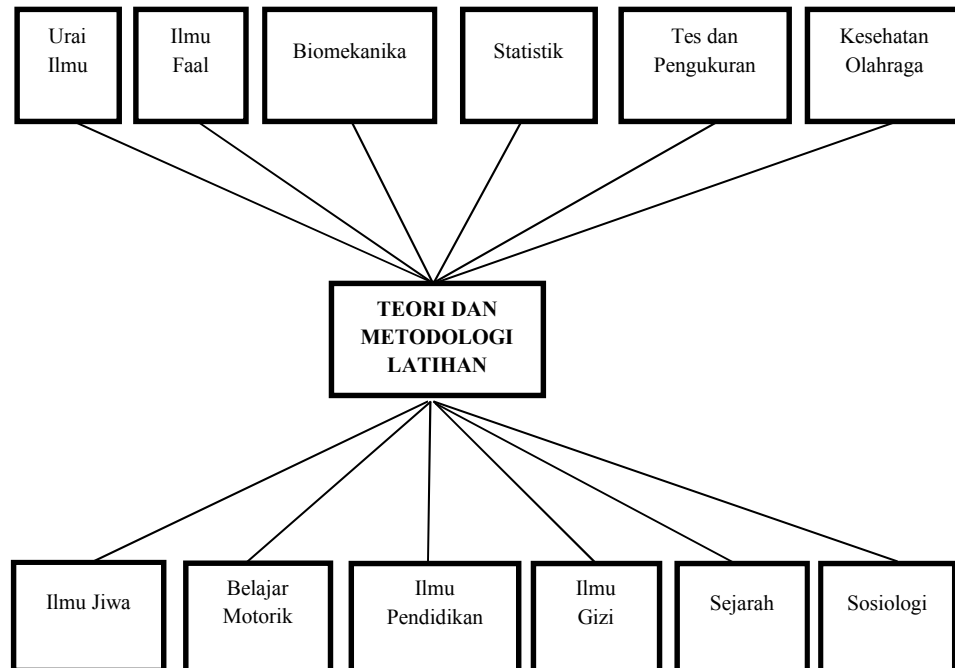 Urai
Ilmu
Ilmu
Faal
Biomekanika
Statistik
Tes dan
Pengukuran
Kesehatan
Olahraga
TEORI DAN
METODOLOGI
LATIHAN
Ilmu Jiwa
Belajar
Motorik
Ilmu
Pendidikan
Ilmu
Gizi
Sejarah
Sosiologi